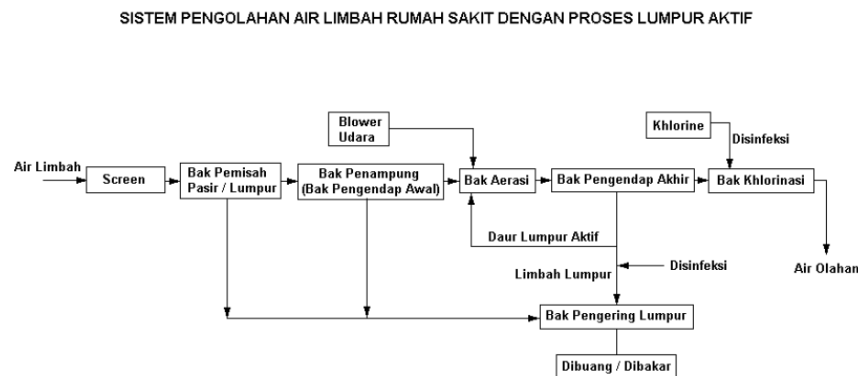 SISTEM PENGOLAHAN AIR LIMBAH RUMAH SAKIT DENGAN PROSES LUMPUR AKTIF
Blower
Udara
Khlorine
Disinfeksi
Air Limbah
Screen
Bak Pemisah
Pasir / Lumpur
Bak Penampung
(Bak Pengendap Awal)
Bak Aerasi
Bak Pengendap Akhir
Bak Khlorinasi
Daur Lumpur Aktif
Limbah Lumpur
Disinfeksi
Air Olahan
Bak Pengering Lumpur
Dibuang / Dibakar